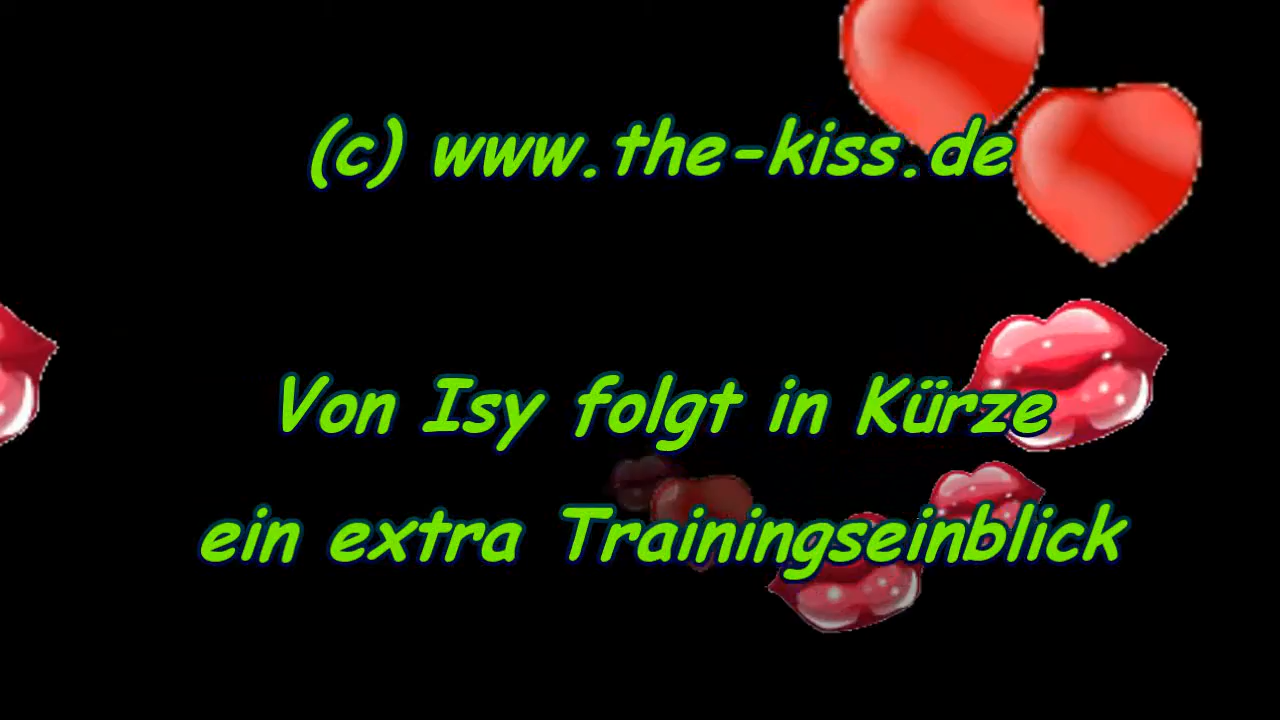 (c) www.the-kiss.de
Von Isy folgt in Kürze
ein extra Trainingseinblick